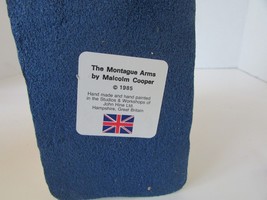 The Montague Arms
by Malcolm Cooper
© 1985
Hand made and hand painted
in the Studios & Workshops of
John Hine Ltd.
Hampshire, Great Britain